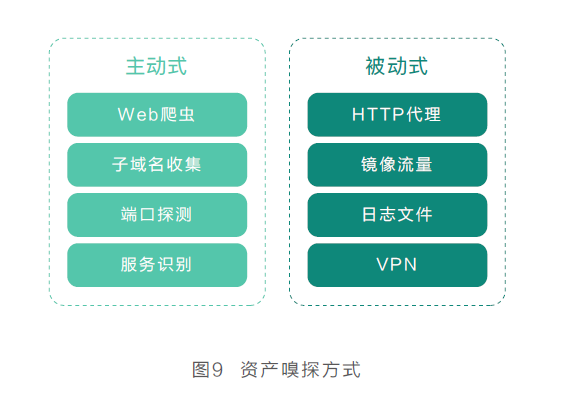 主动式
Web爬虫
子域名收集
端口探测
服务识别
被动式
HTTP代理
镜像流量
日志文件
VPN
图9 资产嗅探方式